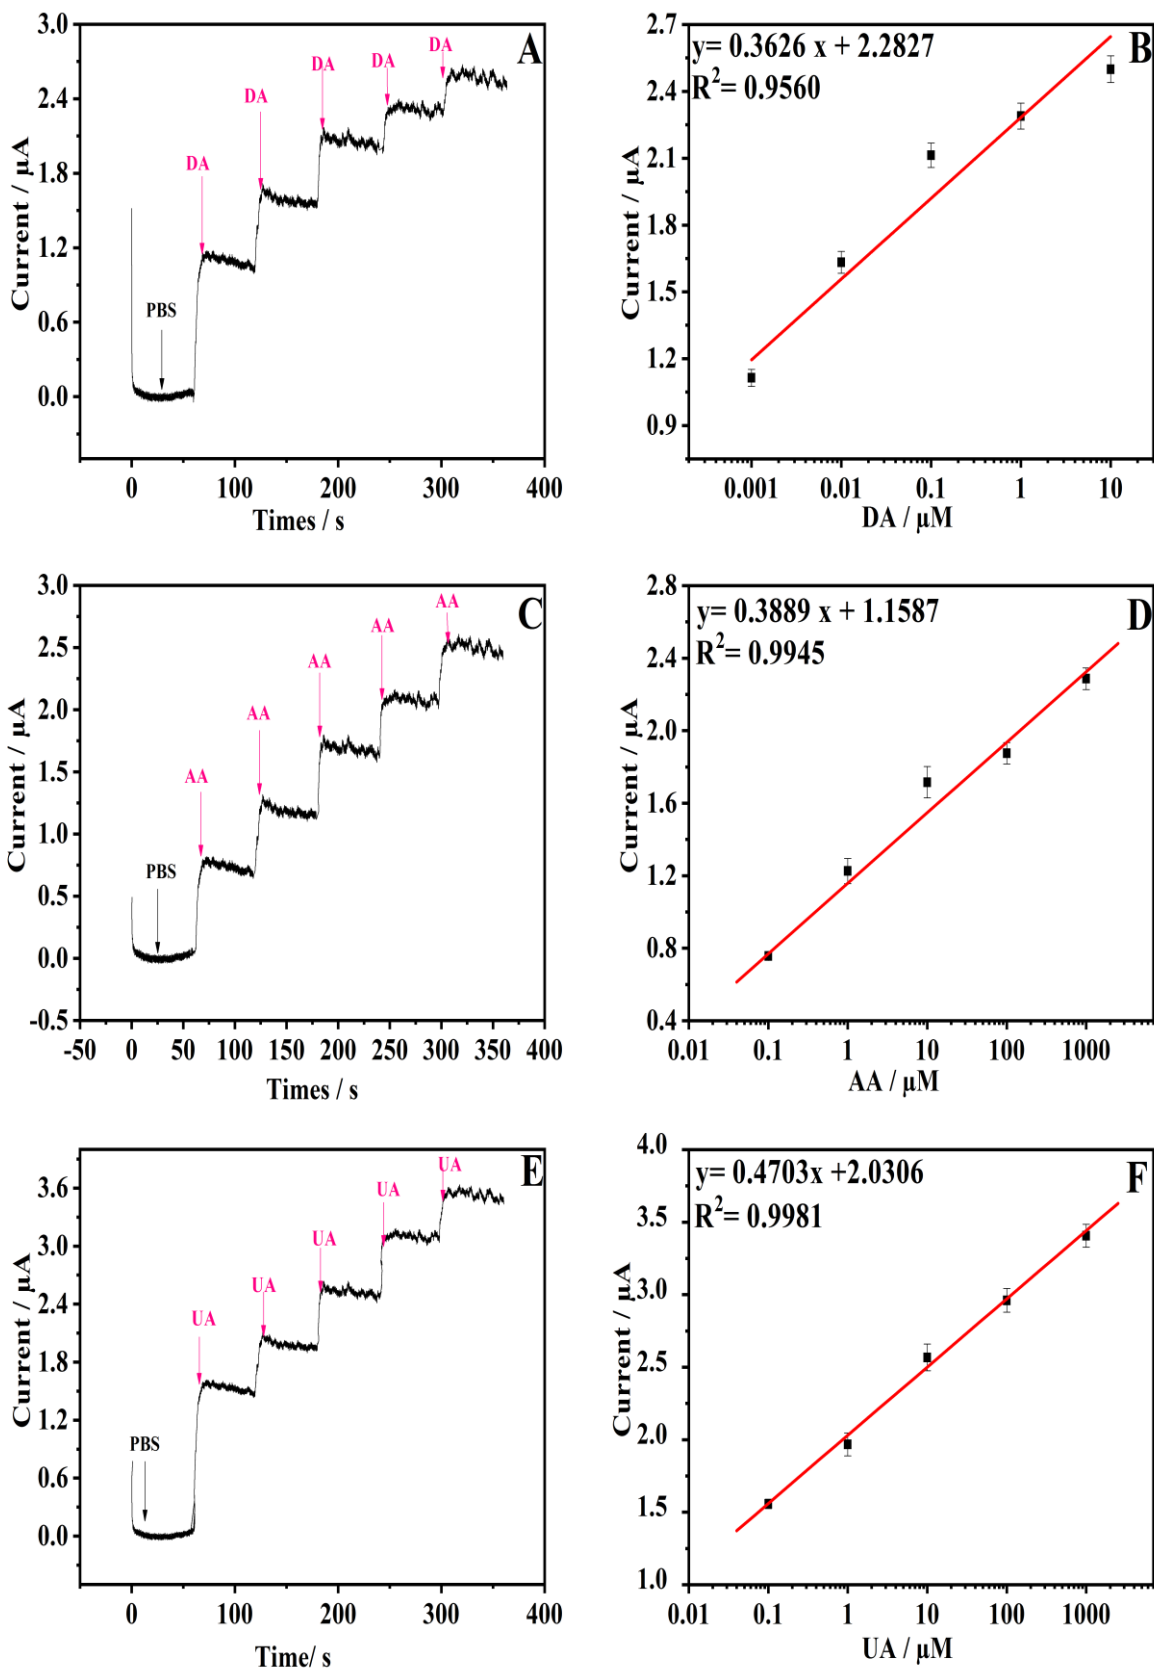 A
3.0
2.4
1.8
1.2
0.6
0.0
Current / μA
DA
DA
DA
DA
DA
PBS
0 100 200 300 400
Times / s
B
y= 0.3626 x + 2.2827
R²= 0.9560
2.7
2.4
2.1
1.8
1.5
1.2
0.9
Current / μA
0.001 0.01 0.1 1 10
DA / μM
C
3.0
2.5
2.0
1.5
1.0
0.5
0.0
-0.5
Current / μA
AA
AA
AA
AA
AA
PBS
-50 0 50 100 150 200 250 300 350 400
Times / s
D
y= 0.3889 x + 1.1587
R²= 0.9945
2.8
2.4
2.0
1.6
1.2
0.8
0.4
Current / μA
0.01 0.1 1 10 100 1000
AA / μM
E
3.6
3.0
2.4
1.8
1.2
0.6
0.0
Current / μA
UA
UA
UA
UA
UA
PBS
0 100 200 300 400
Time/ s
F
y= 0.4703x +2.0306
R²= 0.9981
4.0
3.5
3.0
2.5
2.0
1.5
1.0
Current / μA
0.01 0.1 1 10 100 1000
UA / μM